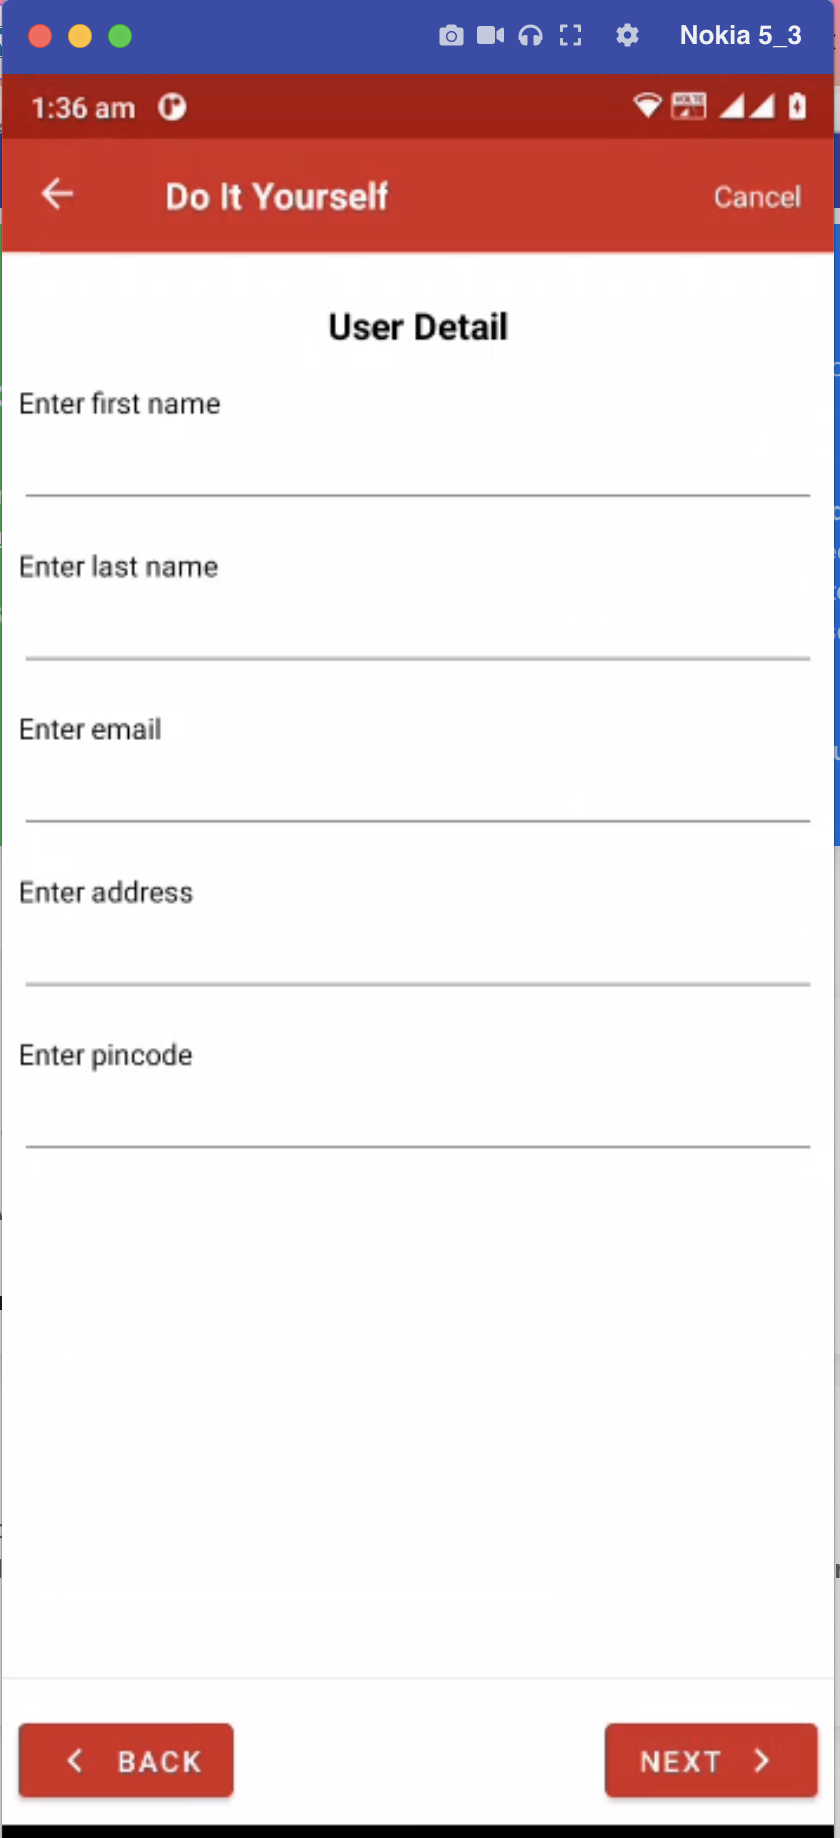 Nokia 5_3
1:36 am
Do It Yourself
Cancel
User Detail
Enter first name
Enter last name
Enter email
Enter address
Enter pincode
BACK
NEXT